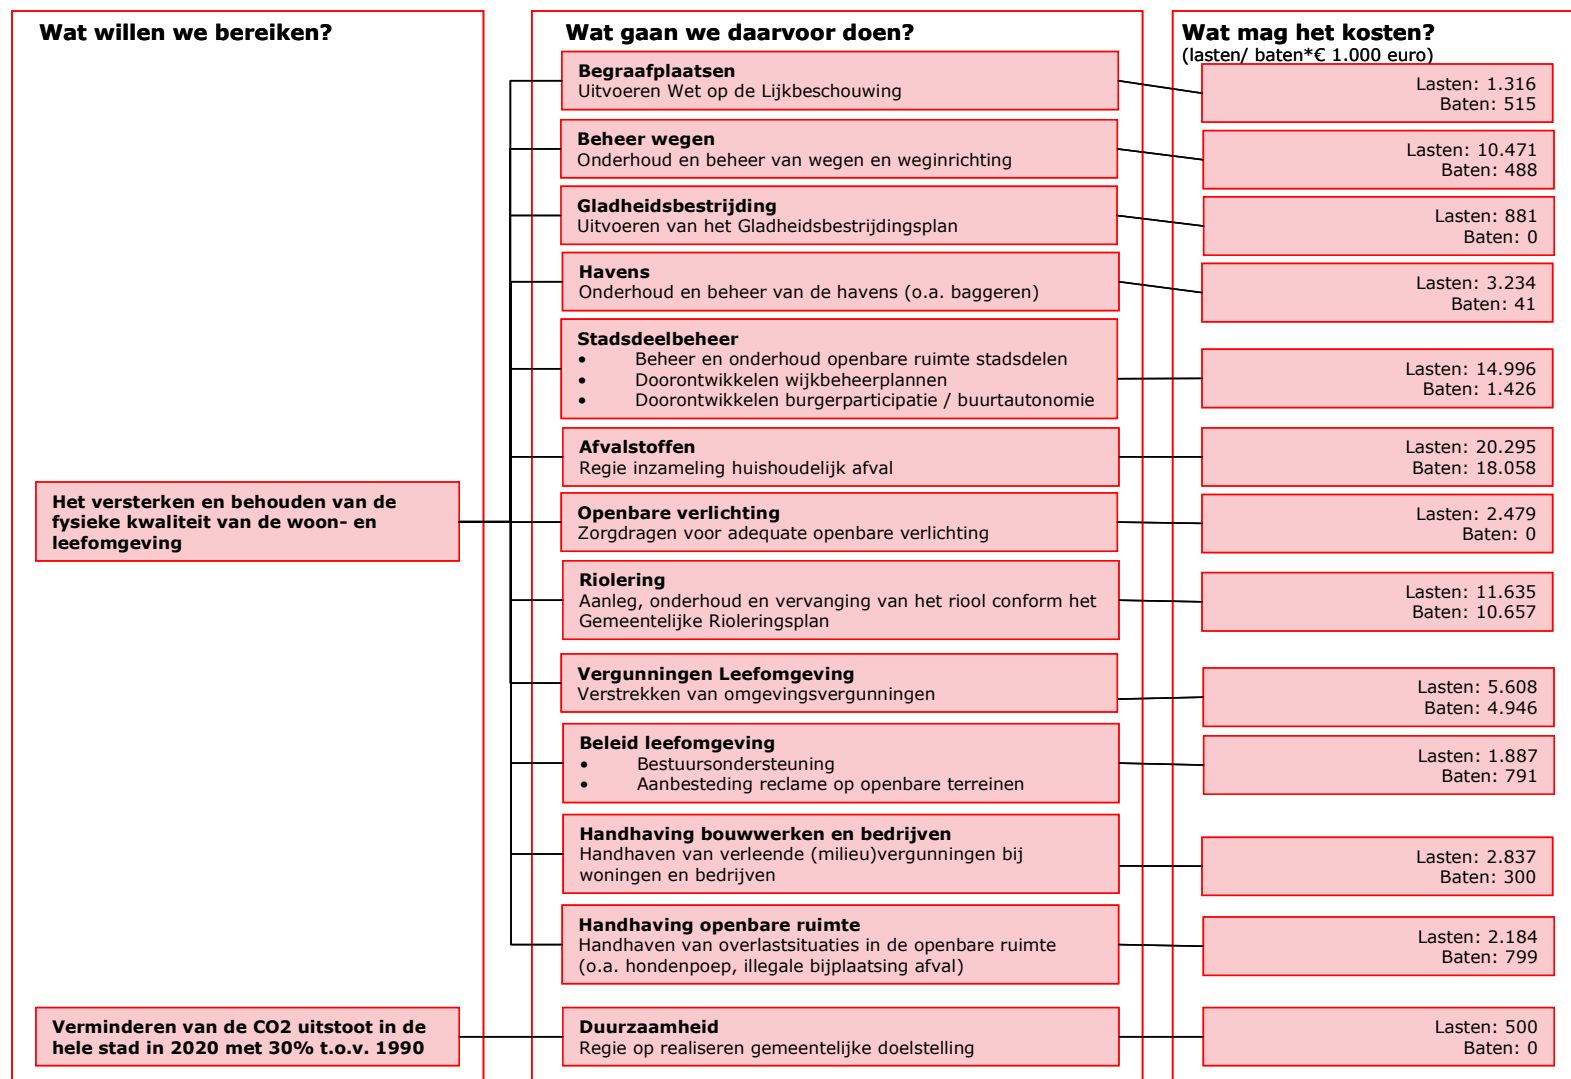 Wat willen we bereiken?
Het versterken en behouden van de
fysieke kwaliteit van de woon- en
leefomgeving
Verminderen van de CO2 uitstoot in de
hele stad in 2020 met 30% t.o.v. 1990
Wat gaan we daarvoor doen?
Begraafplaatsen
Uitvoeren Wet op de Lijkbeschouwing
Beheer wegen
Onderhoud en beheer van wegen en weginrichting
Gladheidsbestrijding
Uitvoeren van het Gladheidsbestrijdingsplan
Havens
Onderhoud en beheer van de havens (o.a. baggeren)
Stadsdeelbeheer
• Beheer en onderhoud openbare ruimte stadsdelen
• Doorontwikkelen wijkbeheerplannen
• Doorontwikkelen burgerparticipatie / buurtautonomie
Afvalstoffen
Regie inzameling huishoudelijk afval
Openbare verlichting
Zorgdragen voor adequate openbare verlichting
Riolering
Aanleg, onderhoud en vervanging van het riool conform het
Gemeentelijke Rioleringsplan
Vergunningen Leefomgeving
Verstrekken van omgevingsvergunningen
Beleid leefomgeving
• Bestuursondersteuning
• Aanbesteding reclame op openbare terreinen
Handhaving bouwwerken en bedrijven
Handhaven van verleende (milieu)vergunningen bij
woningen en bedrijven
Handhaving openbare ruimte
Handhaven van overlastsituaties in de openbare ruimte
(o.a. hondenpoep, illegale bijplaatsing afval)
Duurzaamheid
Regie op realiseren gemeentelijke doelstelling
Wat mag het kosten?
(lasten/ baten*€ 1.000 euro)
Lasten: 1.316
Baten: 515
Lasten: 10.471
Baten: 488
Lasten: 881
Baten: 0
Lasten: 3.234
Baten: 41
Lasten: 14.996
Baten: 1.426
Lasten: 20.295
Baten: 18.058
Lasten: 2.479
Baten: 0
Lasten: 11.635
Baten: 10.657
Lasten: 5.608
Baten: 4.946
Lasten: 1.887
Baten: 791
Lasten: 2.837
Baten: 300
Lasten: 2.184
Baten: 799
Lasten: 500
Baten: 0